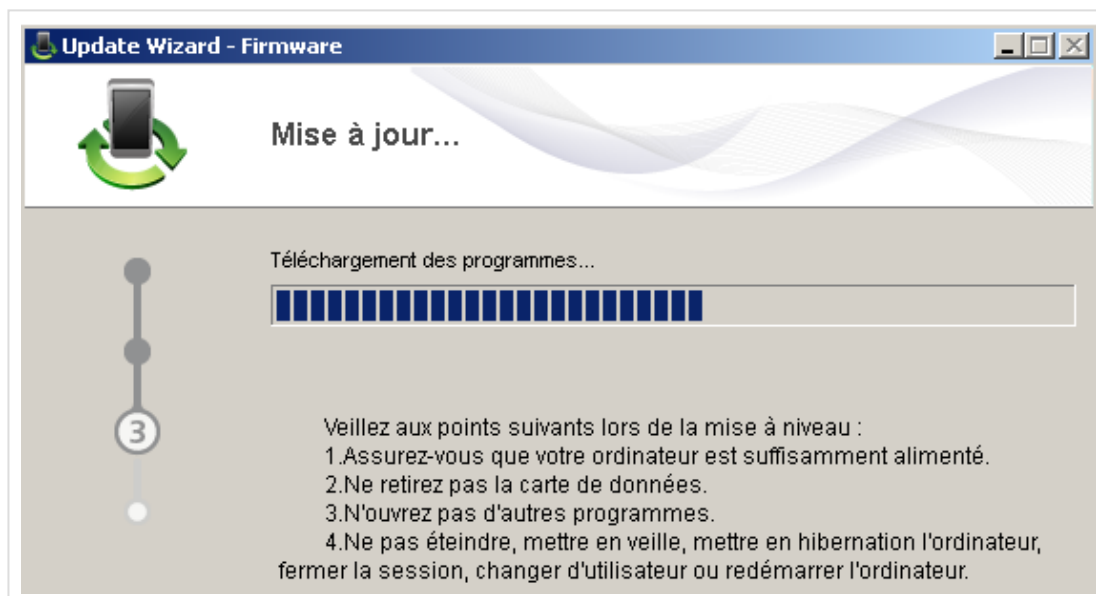 Update Wizard - Firmware
Mise à jour...
Téléchargement des programmes...
3
Veillez aux points suivants lors de la mise à niveau :
1.Assurez-vous que votre ordinateur est suffisamment alimenté.
2.Ne retirez pas la carte de données.
3.N'ouvrez pas d'autres programmes.
4.Ne pas éteindre, mettre en veille, mettre en hibernation l'ordinateur,
fermer la session, changer d'utilisateur ou redémarrer l'ordinateur.